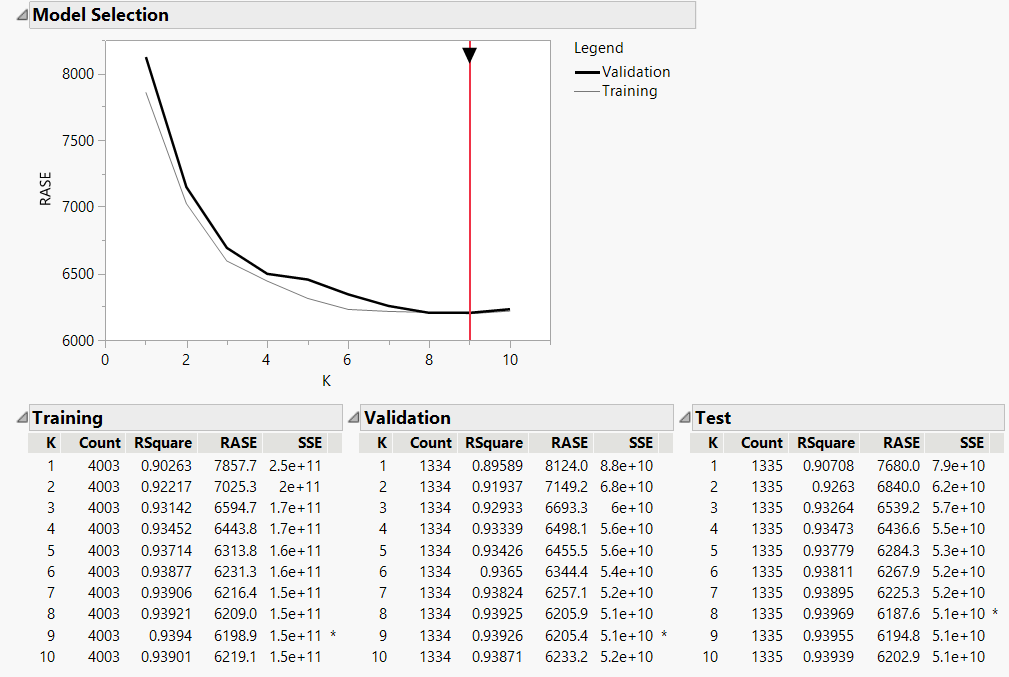 Model Selection
Legend
Validation
Training
8000
7500
7000
6500
6000
RASE
0 2 4 6 8 10
K
Training Validation Test
K Count RSquare RASE SSE K Count RSquare RASE SSE K Count RSquare RASE SSE
1 4003 0.90263 7857.7 2.5e+11 1 1334 0.89589 8124.0 8.8e+10 1 1335 0.90708 7680.0 7.9e+10
2 4003 0.92217 7025.3 2e+11 2 1334 0.91937 7149.2 6.8e+10 2 1335 0.9263 6840.0 6.2e+10
3 4003 0.93142 6594.7 1.7e+11 3 1334 0.92933 6693.3 6e+10 3 1335 0.93264 6539.2 5.7e+10
4 4003 0.93452 6443.8 1.7e+11 4 1334 0.93339 6498.1 5.6e+10 4 1335 0.93473 6436.6 5.5e+10
5 4003 0.93714 6313.8 1.6e+11 5 1334 0.93426 6455.5 5.6e+10 5 1335 0.93779 6284.3 5.3e+10
6 4003 0.93877 6231.3 1.6e+11 6 1334 0.9365 6344.4 5.4e+10 6 1335 0.93811 6267.9 5.2e+10
7 4003 0.93906 6216.4 1.5e+11 7 1334 0.93824 6257.1 5.2e+10 7 1335 0.93895 6225.3 5.2e+10
8 4003 0.93921 6209.0 1.5e+11 8 1334 0.93925 6205.9 5.1e+10 8 1335 0.93969 6187.6 5.1e+10 *
9 4003 0.9394 6198.9 1.5e+11 * 9 1334 0.93926 6205.4 5.1e+10 * 9 1335 0.93955 6194.8 5.1e+10
10 4003 0.93901 6219.1 1.5e+11 10 1334 0.93871 6233.2 5.2e+10 10 1335 0.93939 6202.9 5.1e+10